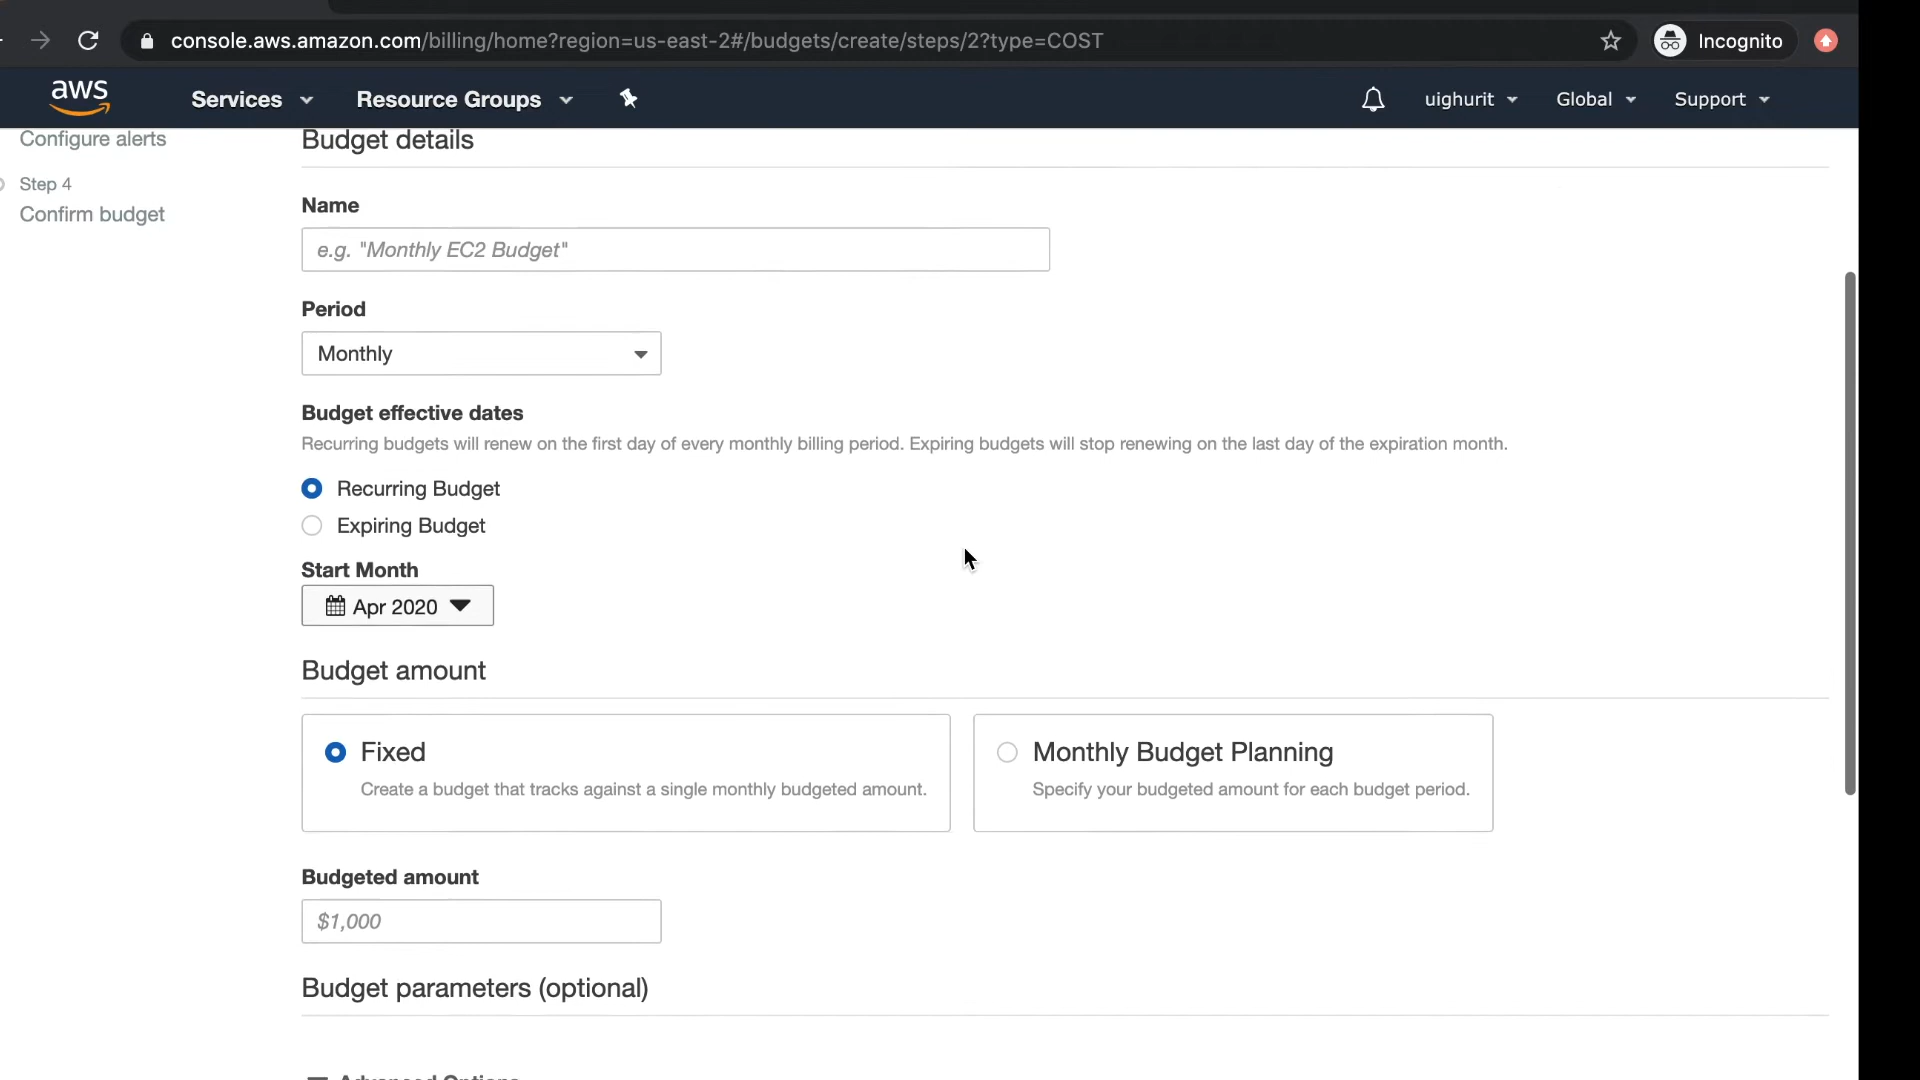 console.aws.amazon.com/billing/home?region=us-east-2#/budgets/create/steps/2?type=COST
Incognito
aws
Services
Resource Groups
uighurit
Global
Support
Configure alerts
Step 4
Confirm budget
Budget details
Name
e.g. "Monthly EC2 Budget"
Period
Monthly
Budget effective dates
Recurring budgets will renew on the first day of every monthly billing period. Expiring budgets will stop renewing on the last day of the expiration month.
Recurring Budget
Expiring Budget
Start Month
Apr 2020
Budget amount
Fixed
Create a budget that tracks against a single monthly budgeted amount.
Monthly Budget Planning
Specify your budgeted amount for each budget period.
Budgeted amount
$1,000
Budget parameters (optional)
Advanced Options